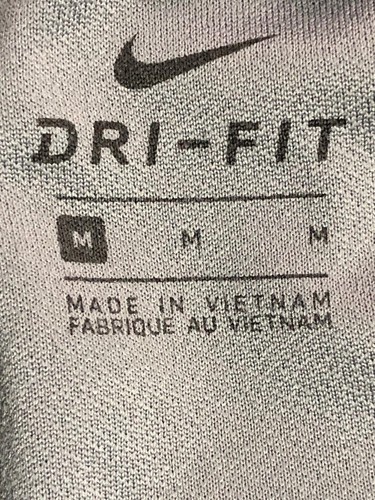 DRI-FIT
M M M
MADE IN VIETNAM
FABRIQUE AU VIETNAM